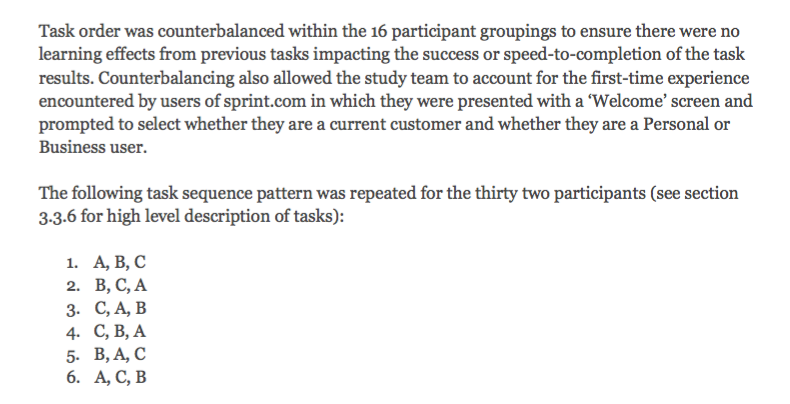 Task order was counterbalanced within the 16 participant groupings to ensure there were no
learning effects from previous tasks impacting the success or speed-to-completion of the task
results. Counterbalancing also allowed the study team to account for the first-time experience
encountered by users of sprint.com in which they were presented with a ‘Welcome’ screen and
prompted to select whether they are a current customer and whether they are a Personal or
Business user.
The following task sequence pattern was repeated for the thirty two participants (see section
3.3.6 for high level description of tasks):
1. A, B, C
2. B, C, A
3. C, A, B
4. C, B, A
5. B, A, C
6. A, C, B